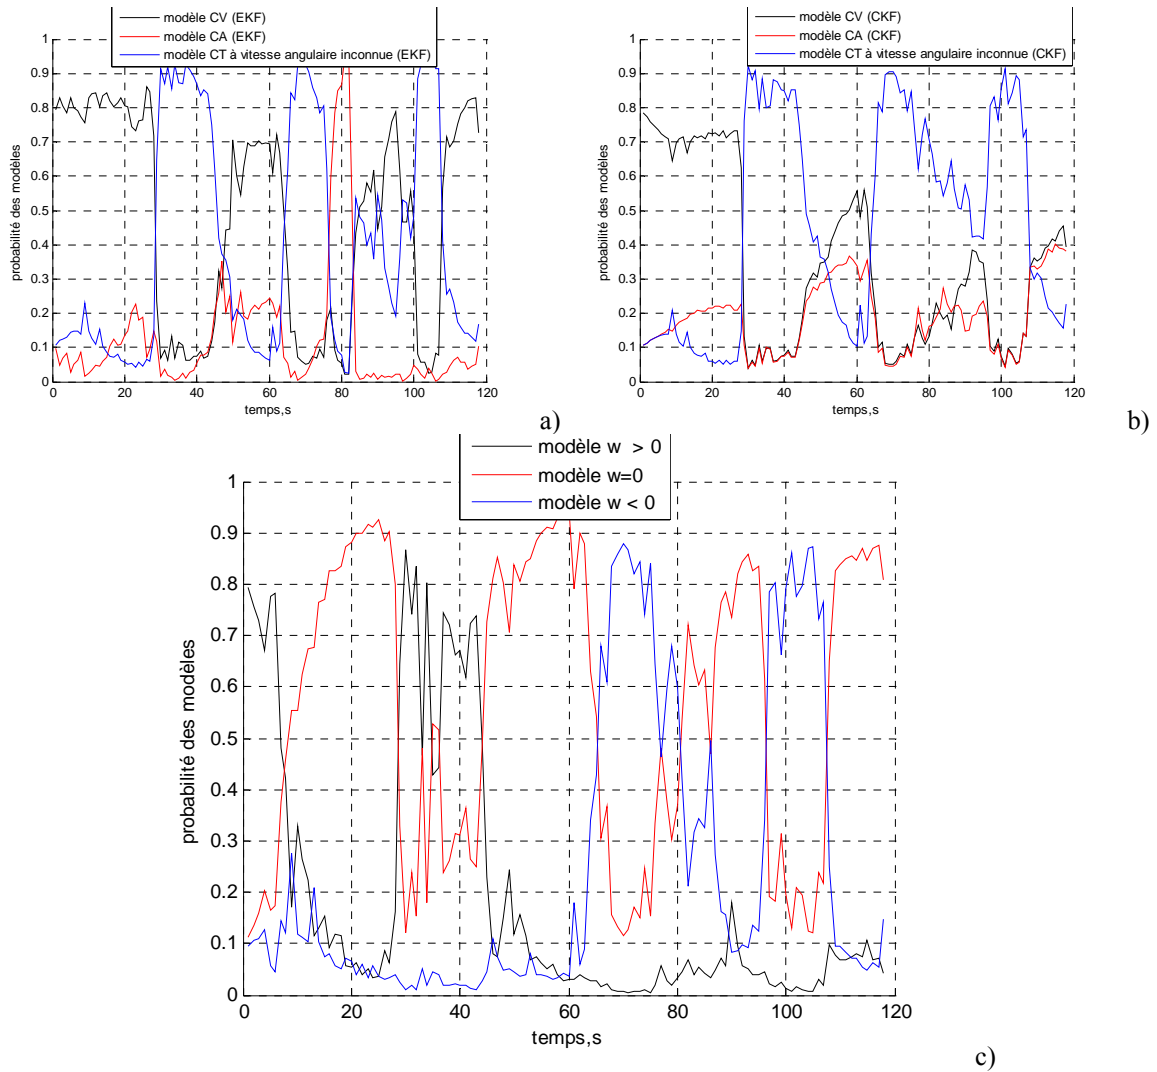 modèle CV (EKF)
modèle CA (EKF)
modèle CT à vitesse angulaire inconnue (EKF)
0.9
0.8
0.7
0.6
0.5
0.4
0.3
0.2
0.1
0
0 20 40 60 80 100 120
probabilité des modèles
temps,s
a)
modèle CV (CKF)
modèle CA (CKF)
modèle CT à vitesse angulaire inconnue (CKF)
0.9
0.8
0.7
0.6
0.5
0.4
0.3
0.2
0.1
0
0 20 40 60 80 100 120
probabilité des modèles
temps,s
b)
modèle w > 0
modèle w=0
modèle w < 0
1
0.9
0.8
0.7
0.6
0.5
0.4
0.3
0.2
0.1
0
0 20 40 60 80 100 120
probabilité des modèles
temps,s
c)